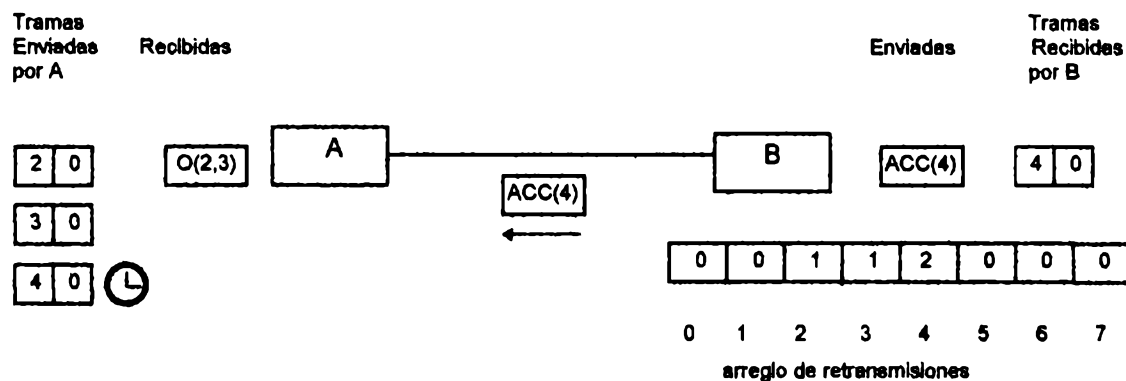 Tramas
Enviadas
por A
Recibidas
Enviadas
Tramas
Recibidas
por B
2 0
O(2,3)
A
B
ACC(4)
4 0
ACC(4)
3 0
4 0
0 0 1 1 2 0 0 0
0 1 2 3 4 5 6 7
arreglo de retransmisiones